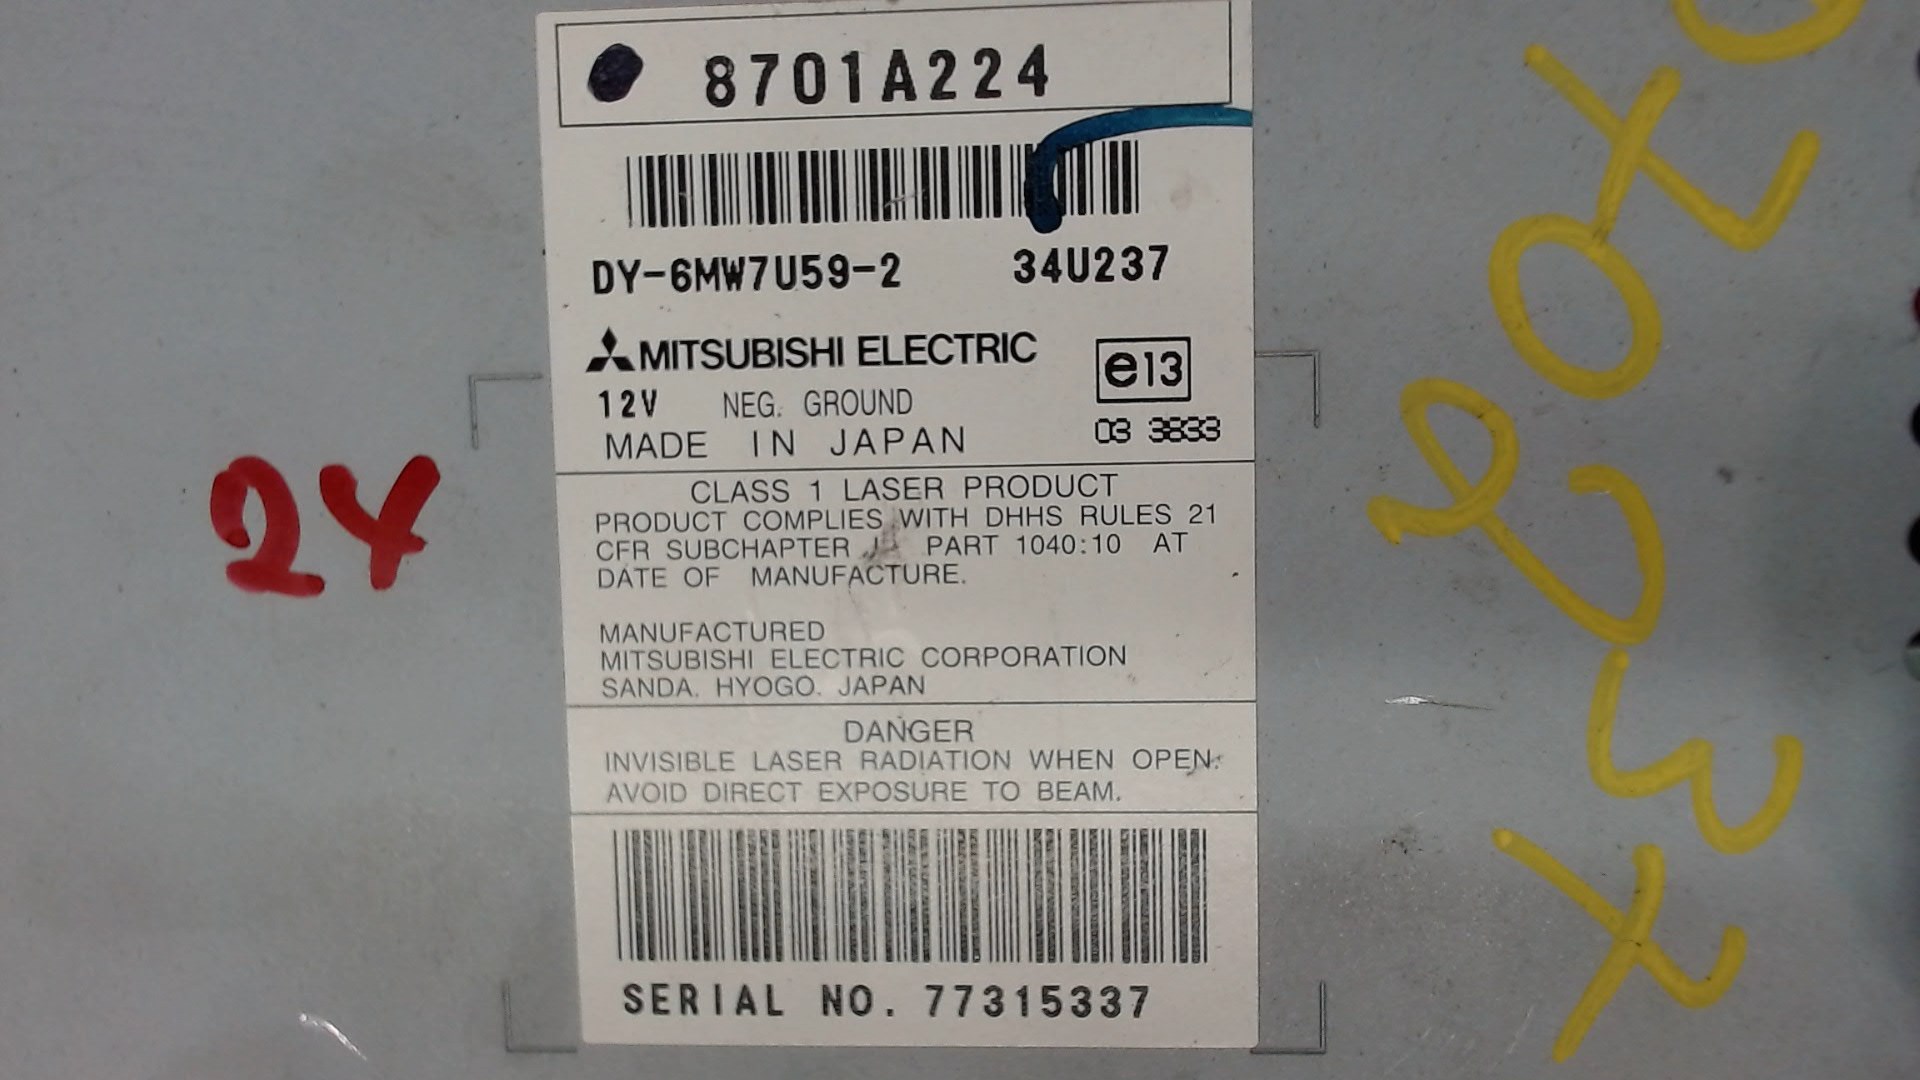 8701A224
DY-6MW7U59-2 34U237
MITSUBISHI ELECTRIC
e13
12V NEG. GROUND
03 3833
MADE IN JAPAN
CLASS 1 LASER PRODUCT
PRODUCT COMPLIES WITH DHHS RULES 21
CFR SUBCHAPTER J PART 1040:10 AT
DATE OF MANUFACTURE.
MANUFACTURED
MITSUBISHI ELECTRIC CORPORATION
SANDA. HYOGO. JAPAN
DANGER
INVISIBLE LASER RADIATION WHEN OPEN.
AVOID DIRECT EXPOSURE TO BEAM.
SERIAL NO. 77315337